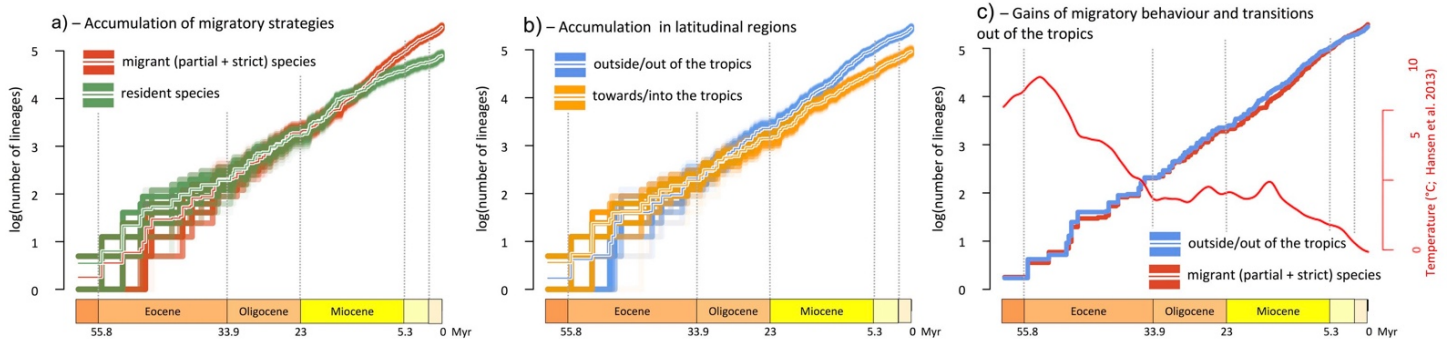 a) – Accumulation of migratory strategies
log(number of lineages)
5
4
3
2
1
0
migrant (partial + strict) species
resident species
Eocene
Oligocene
Miocene
55.8
33.9
23
5.3
0 Myr
b) – Accumulation in latitudinal regions
log(number of lineages)
5
4
3
2
1
0
outside/out of the tropics
towards/into the tropics
Eocene
Oligocene
Miocene
55.8
33.9
23
5.3
0 Myr
c) – Gains of migratory behaviour and transitions
out of the tropics
log(number of lineages)
5
4
3
2
1
0
outside/out of the tropics
migrant (partial + strict) species
10
5
0
Temperature (°C; Hansen et al. 2013)
Eocene
Oligocene
Miocene
55.8
33.9
23
5.3
0 Myr